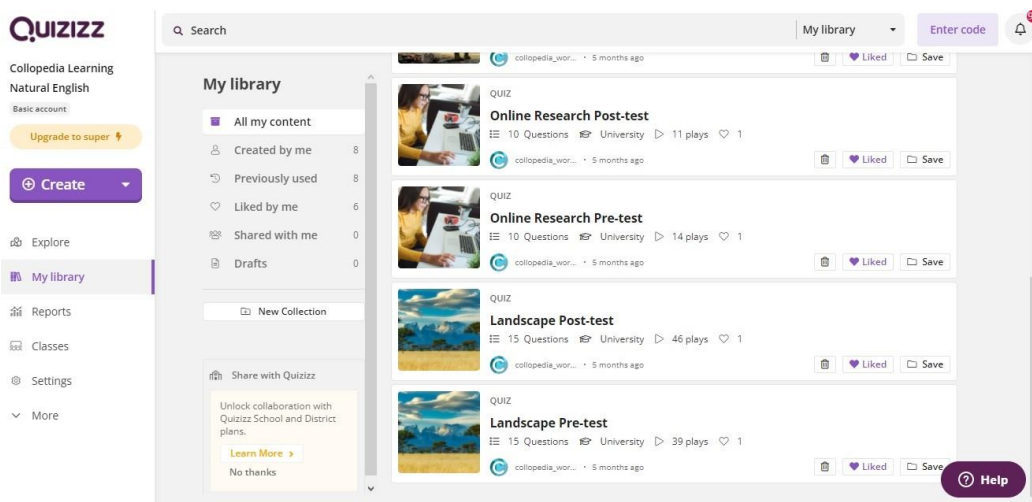 QUIZIZZ
Search
My library
Enter code
Collopedia Learning
Natural English
Basic account
Upgrade to super
Create
Explore
My library
Reports
Classes
Settings
More
My library
All my content
Created by me 8
Previously used 8
Liked by me 6
Shared with me 0
Drafts 0
New Collection
Share with Quizizz
Unlock collaboration with
Quizizz School and District
plans.
Learn More >
No thanks
collopedia_wor... • 5 months ago
Liked
Save
QUIZ
Online Research Post-test
10 Questions University 11 plays 1
collopedia_wor... • 5 months ago
Liked
Save
QUIZ
Online Research Pre-test
10 Questions University 14 plays 1
collopedia_wor... • 5 months ago
Liked
Save
QUIZ
Landscape Post-test
15 Questions University 46 plays 1
collopedia_wor... • 5 months ago
Liked
Save
QUIZ
Landscape Pre-test
15 Questions University 39 plays 1
collopedia_wor... • 5 months ago
Liked
Save
Help